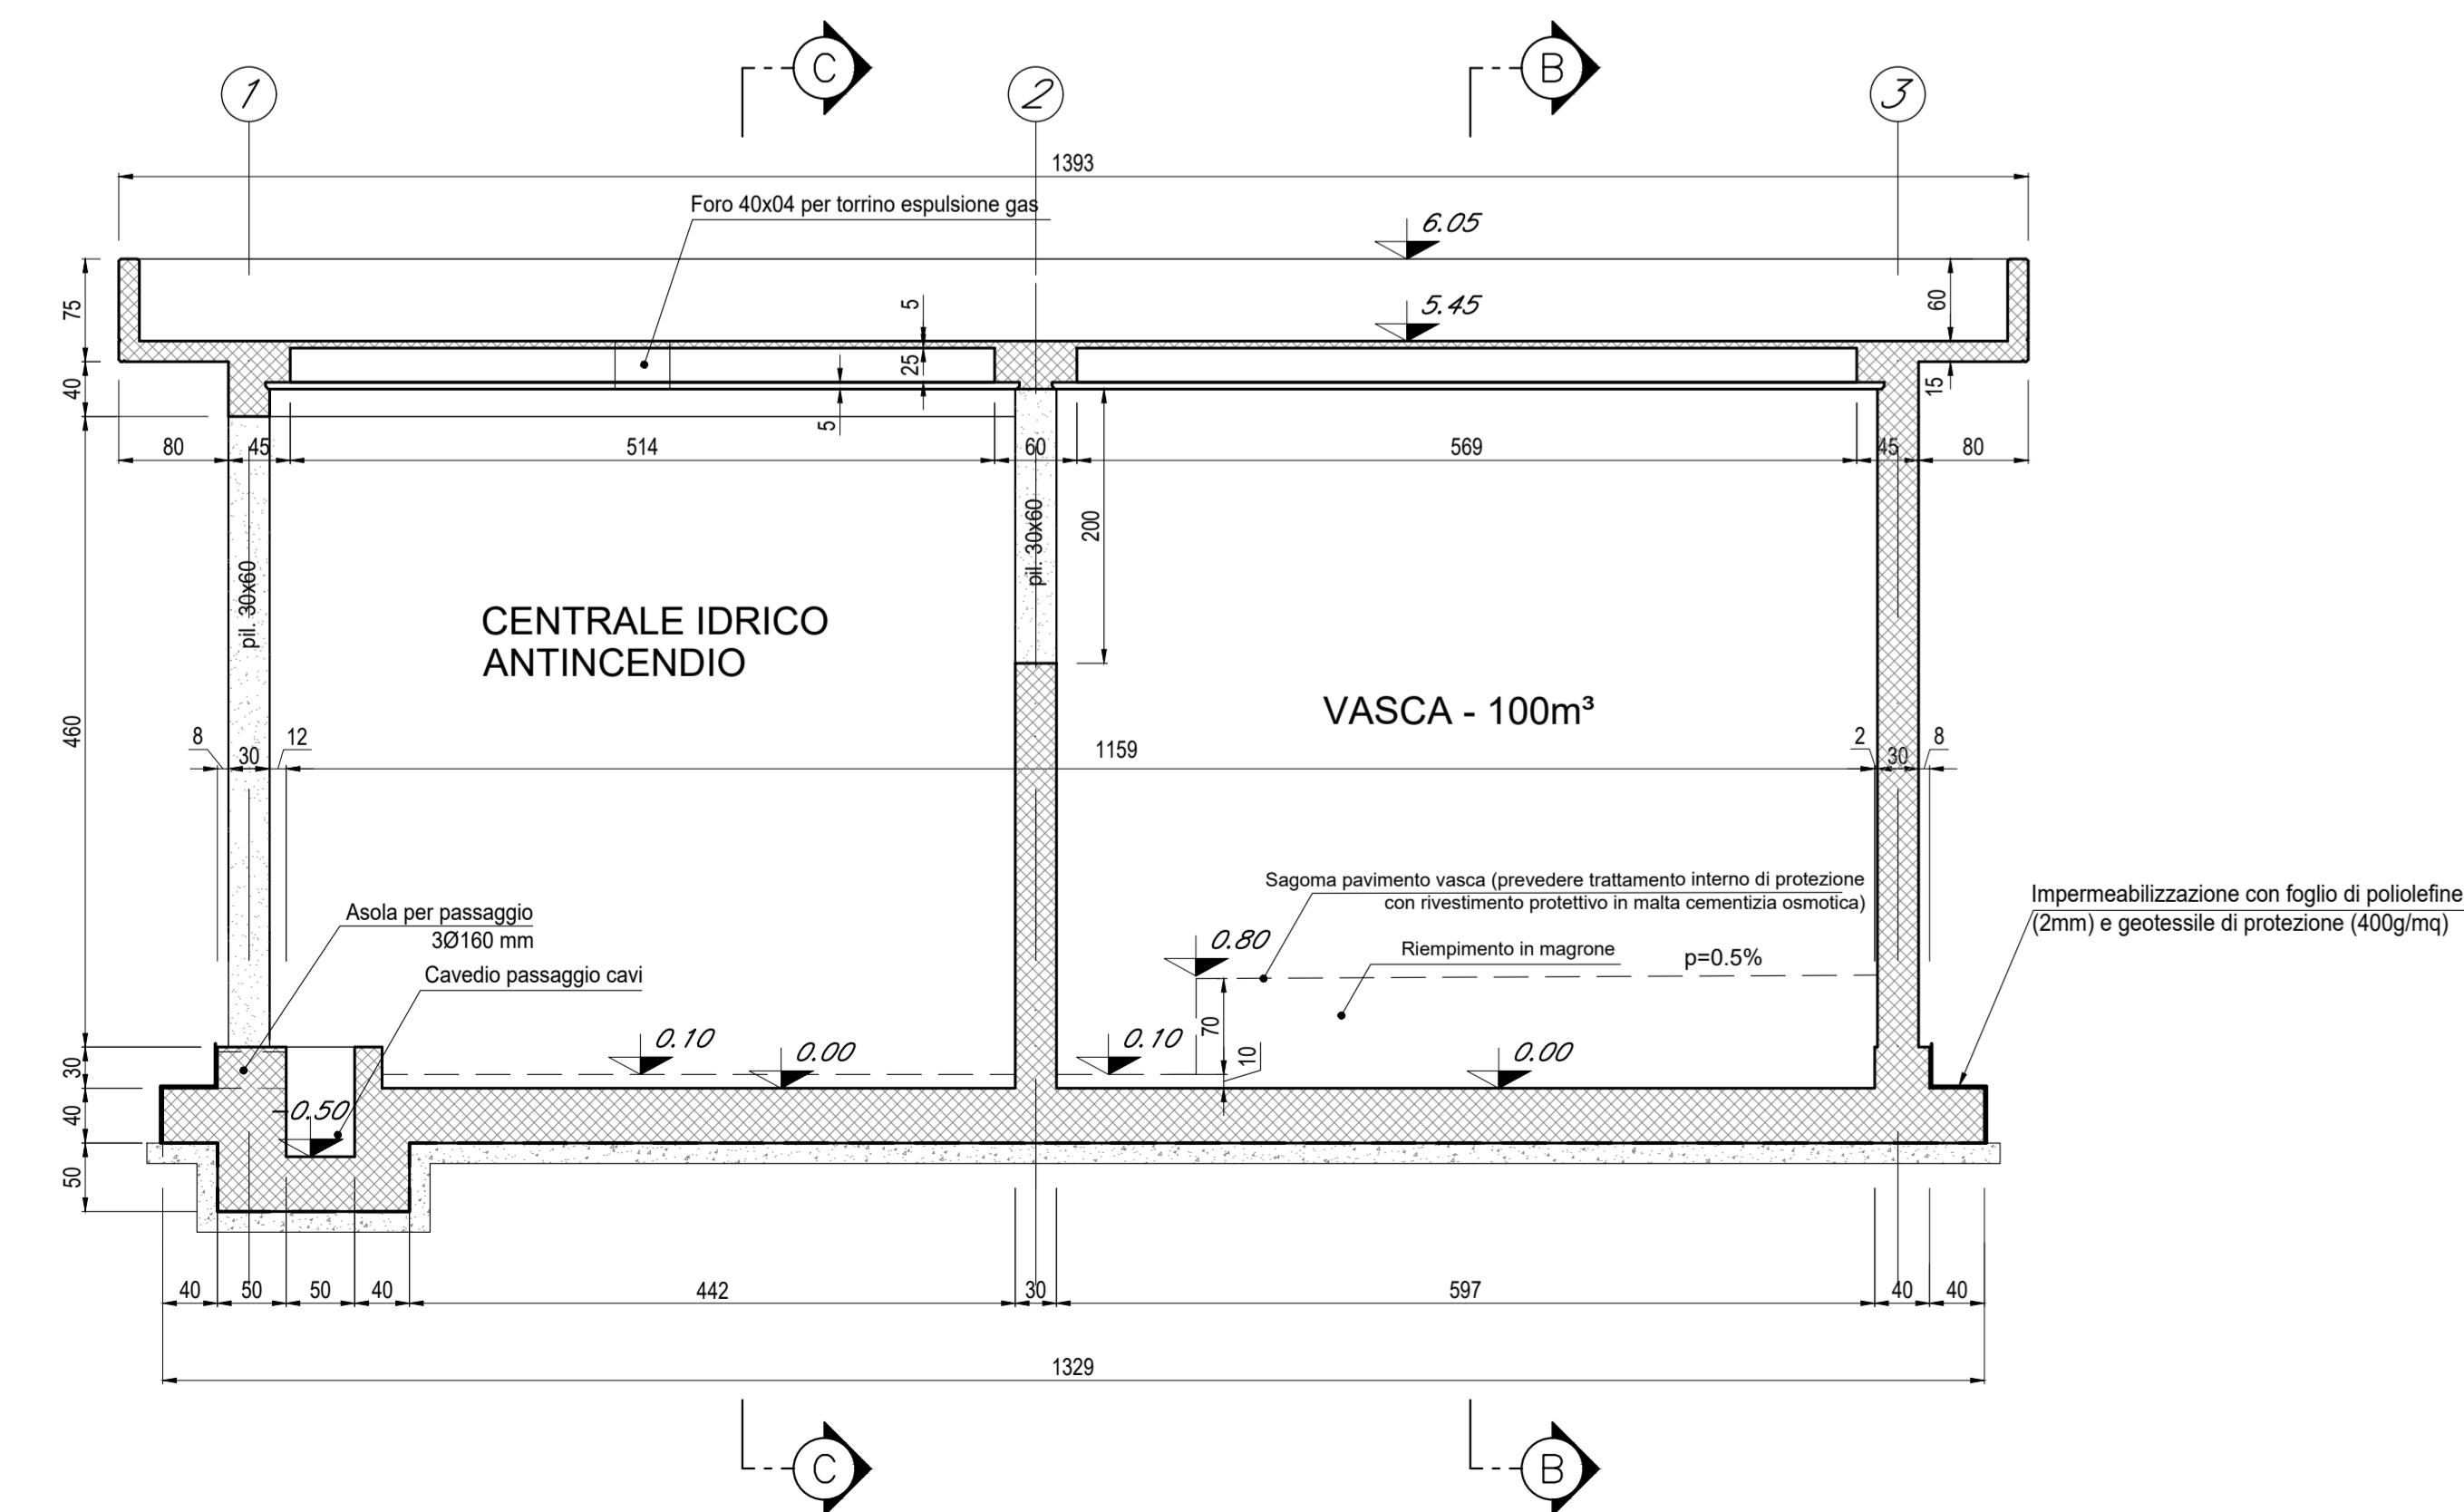 C
B
1
2
3
1393
Foro 40x04 per torrino espulsione gas
6.05
75
5
5.45
60
25
40
15
5
80
45
514
60
569
45
80
pil. 30x60
200
pil. 30x60
CENTRALE IDRICO
ANTINCENDIO
VASCA - 100m³
460
8
30
12
1159
2
30
8
Sagoma pavimento vasca (prevedere trattamento interno di protezione
con rivestimento protettivo in malta cementizia osmotica)
Impermeabilizzazione con foglio di poliolefine
(2mm) e geotessile di protezione (400g/mq)
Asola per passaggio
3Ø160 mm
0.80
Riempimento in magrone
p=0.5%
Cavedio passaggio cavi
70
0.10
0.00
0.10
10
0.00
30
40
-0.50
50
40
50
50
40
442
30
597
40
40
1329
C
B